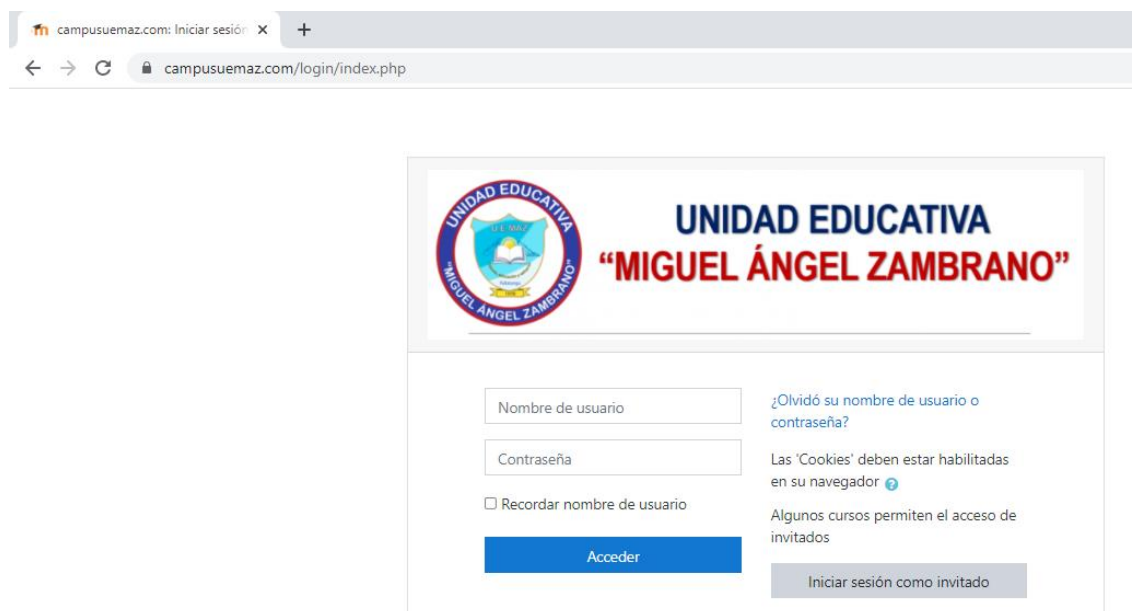 campusuemaz.com: Iniciar sesión
campusuemaz.com/login/index.php
UNIDAD EDUCATIVA
"MIGUEL ÁNGEL ZAMBRANO"
U.E. MAZ
UNIDAD EDUCATIVA
“MIGUEL ÁNGEL ZAMBRANO”
Nombre de usuario
Contraseña
Recordar nombre de usuario
Acceder
¿Olvidó su nombre de usuario o
contraseña?
Las 'Cookies' deben estar habilitadas
en su navegador
Algunos cursos permiten el acceso de
invitados
Iniciar sesión como invitado